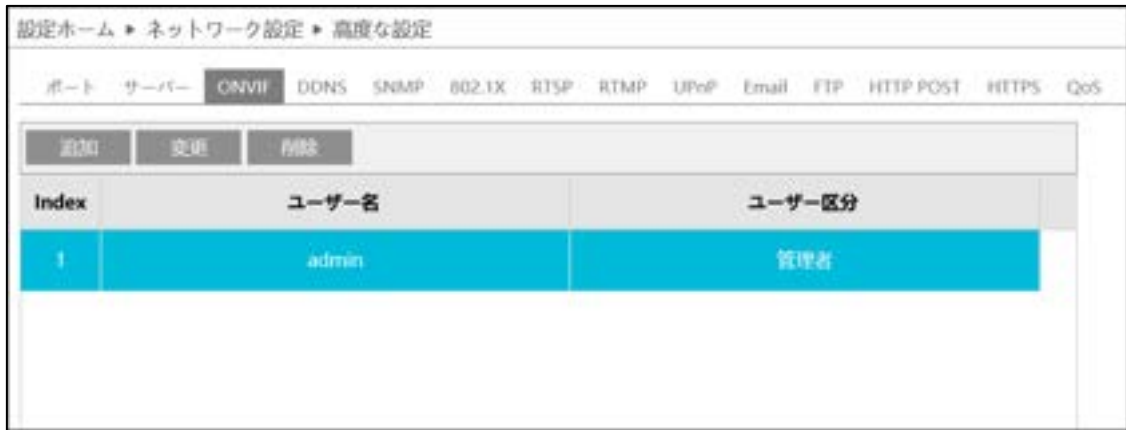 設定ホーム ▸ ネットワーク設定 ▸ 高度な設定
ポート サーバー ONVIF DDNS SNMP 802.1X RTSP RTMP UPnP Email FTP HTTP POST HTTPS QoS
追加 変更 削除
Index ユーザー名 ユーザー区分
1 admin 管理者